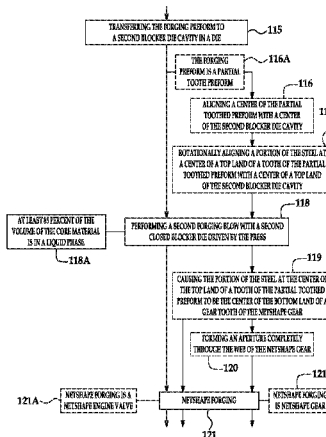 TRANSFERRING THE FORGING PREFORM TO
A SECOND BLOCKER DIE CAVITY IN A DIE
115
THE FORGING
PREFORM IS A PARTIAL
TOOTH PREFORM
116A
116
ALIGNING A CENTER OF THE PARTIAL
TOOTHED PREFORM WITH A CENTER
OF THE SECOND BLOCKER DIE CAVITY
ROTATIONALLY ALIGNING A PORTION OF THE STEEL AT
A CENTER OF A TOP LAND OF A TOOTH OF THE PARTIAL
TOOTHED PREFORM WITH A CENTER OF A TOP LAND
OF THE SECOND BLOCKER DIE CAVITY
118
AT LEAST 85 PERCENT OF THE
VOLUME OF THE CORE MATERIAL
IS IN A LIQUID PHASE.
118A
PERFORMING A SECOND FORGING BLOW WITH A SECOND
CLOSED BLOCKER DIE DRIVEN BY THE PRESS
119
CAUSING THE PORTION OF THE STEEL AT THE CENTER OF
THE TOP LAND OF A TOOTH OF THE PARTIAL TOOTHED
PREFORM TO BE THE CENTER OF THE BOTTOM LAND OF A
GEAR TOOTH OF THE NETSHAPE GEAR
FORMING AN APERTURE COMPLETELY
THROUGH THE WEB OF THE NETSHAPE GEAR
120
121A
NETSHAPE FORGING IS A
NETSHAPE ENGINE VALVE
NETSHAPE FORGING
121
121
NETSHAPE FORGING
IS NETSHAPE GEAR